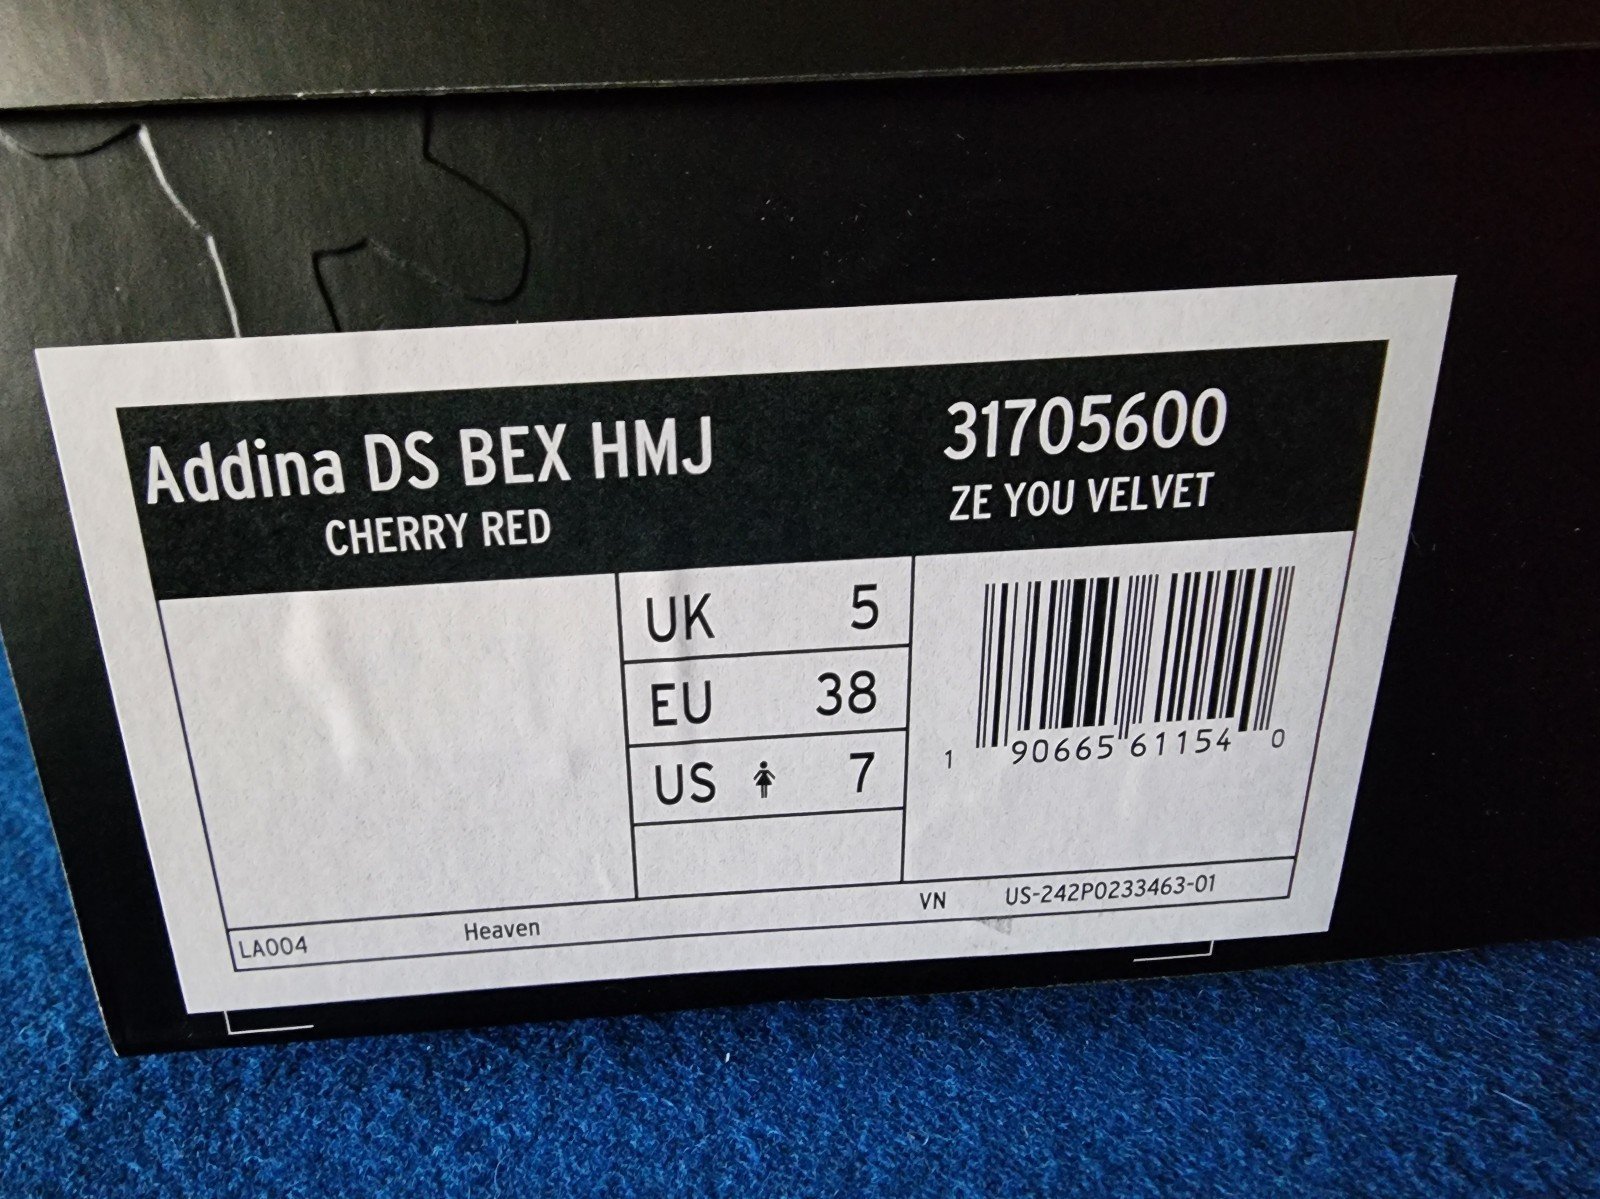 Addina DS BEX HMJ
CHERRY RED
31705600
ZE YOU VELVET
UK 5
EU 38
US 7
1 90665 61154 0
LA004 Heaven VN US-242P0233463-01